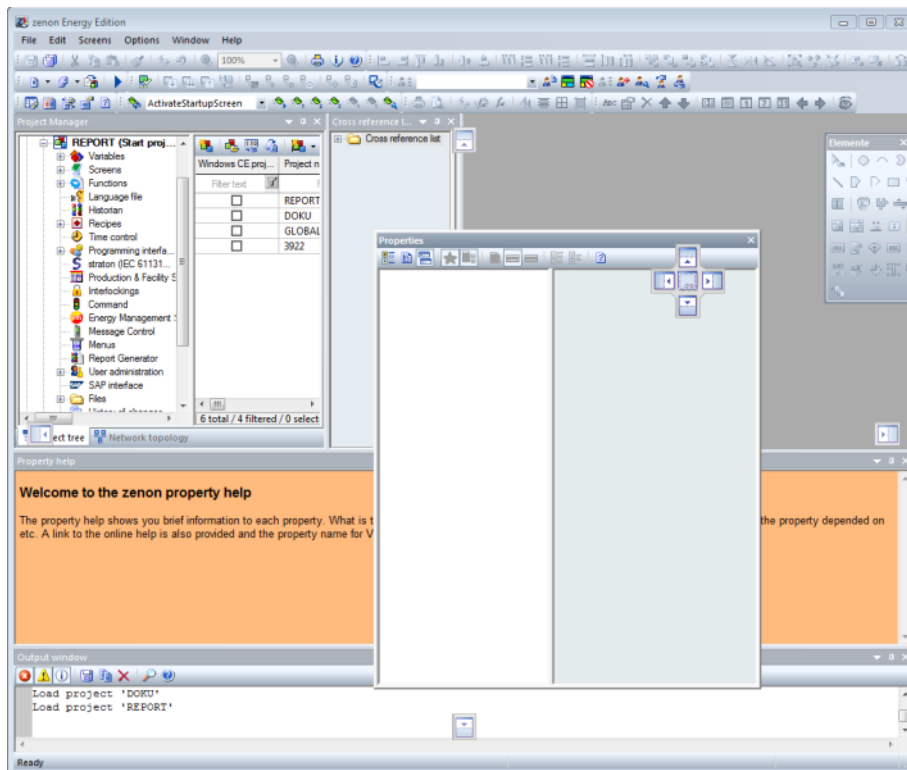 zenon Energy Edition
File Edit Screens Options Window Help
100%
ActivateStartupScreen
Project Manager
Cross reference l...
REPORT (Start proj...
Variables
Screens
Functions
Language file
Historian
Recipes
Time control
Programming interfa...
straton (IEC 61131...
Production & Facility S
Interlockings
Command
Energy Management
Message Control
Menus
Report Generator
User administration
SAP interface
Files
Windows CE proj...
Project n
Filter text
REPORT
DOKU
GLOBAL
3922
6 total / 4 filtered / 0 select
ect tree
Network topology
Cross reference list
Elemente
Properties
Property help
Welcome to the zenon property help
The property help shows you brief information to each property. What is t
the property depended on
etc. A link to the online help is also provided and the property name for V
Output window
Load project 'DOKU'
Load project 'REPORT'
Ready